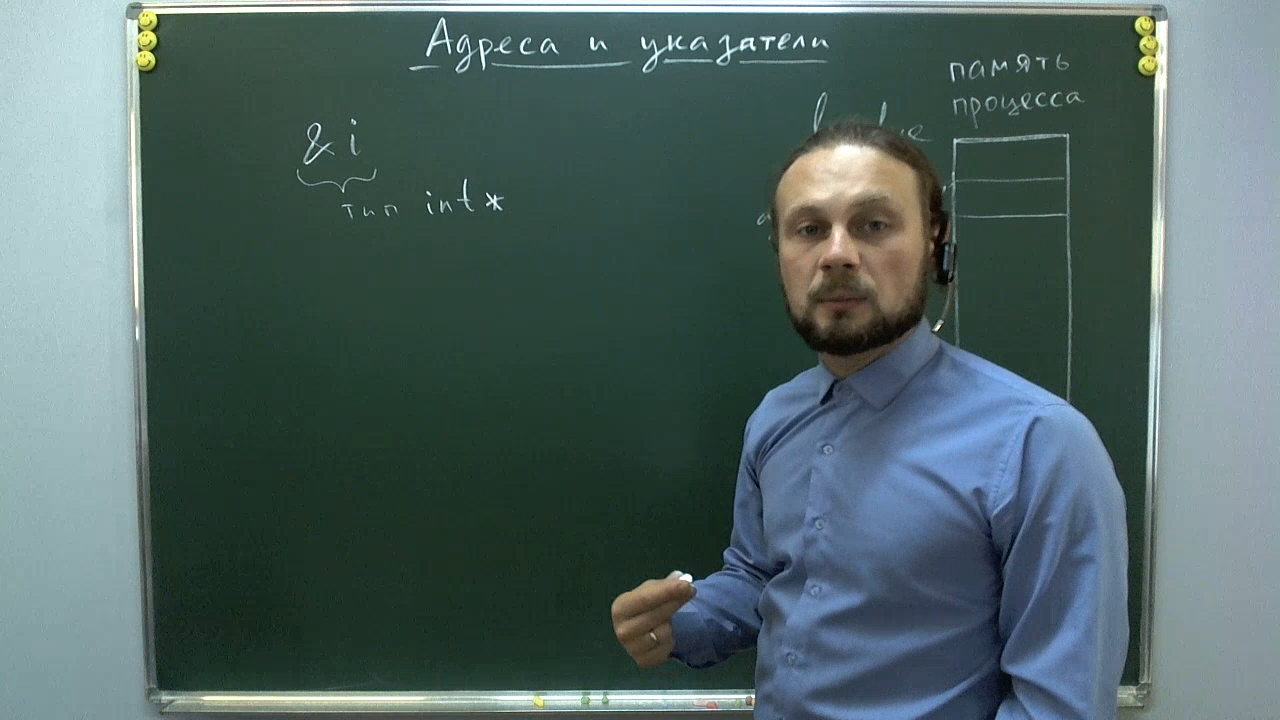 Адреса и указатели
память
процесса
&i
тип int*